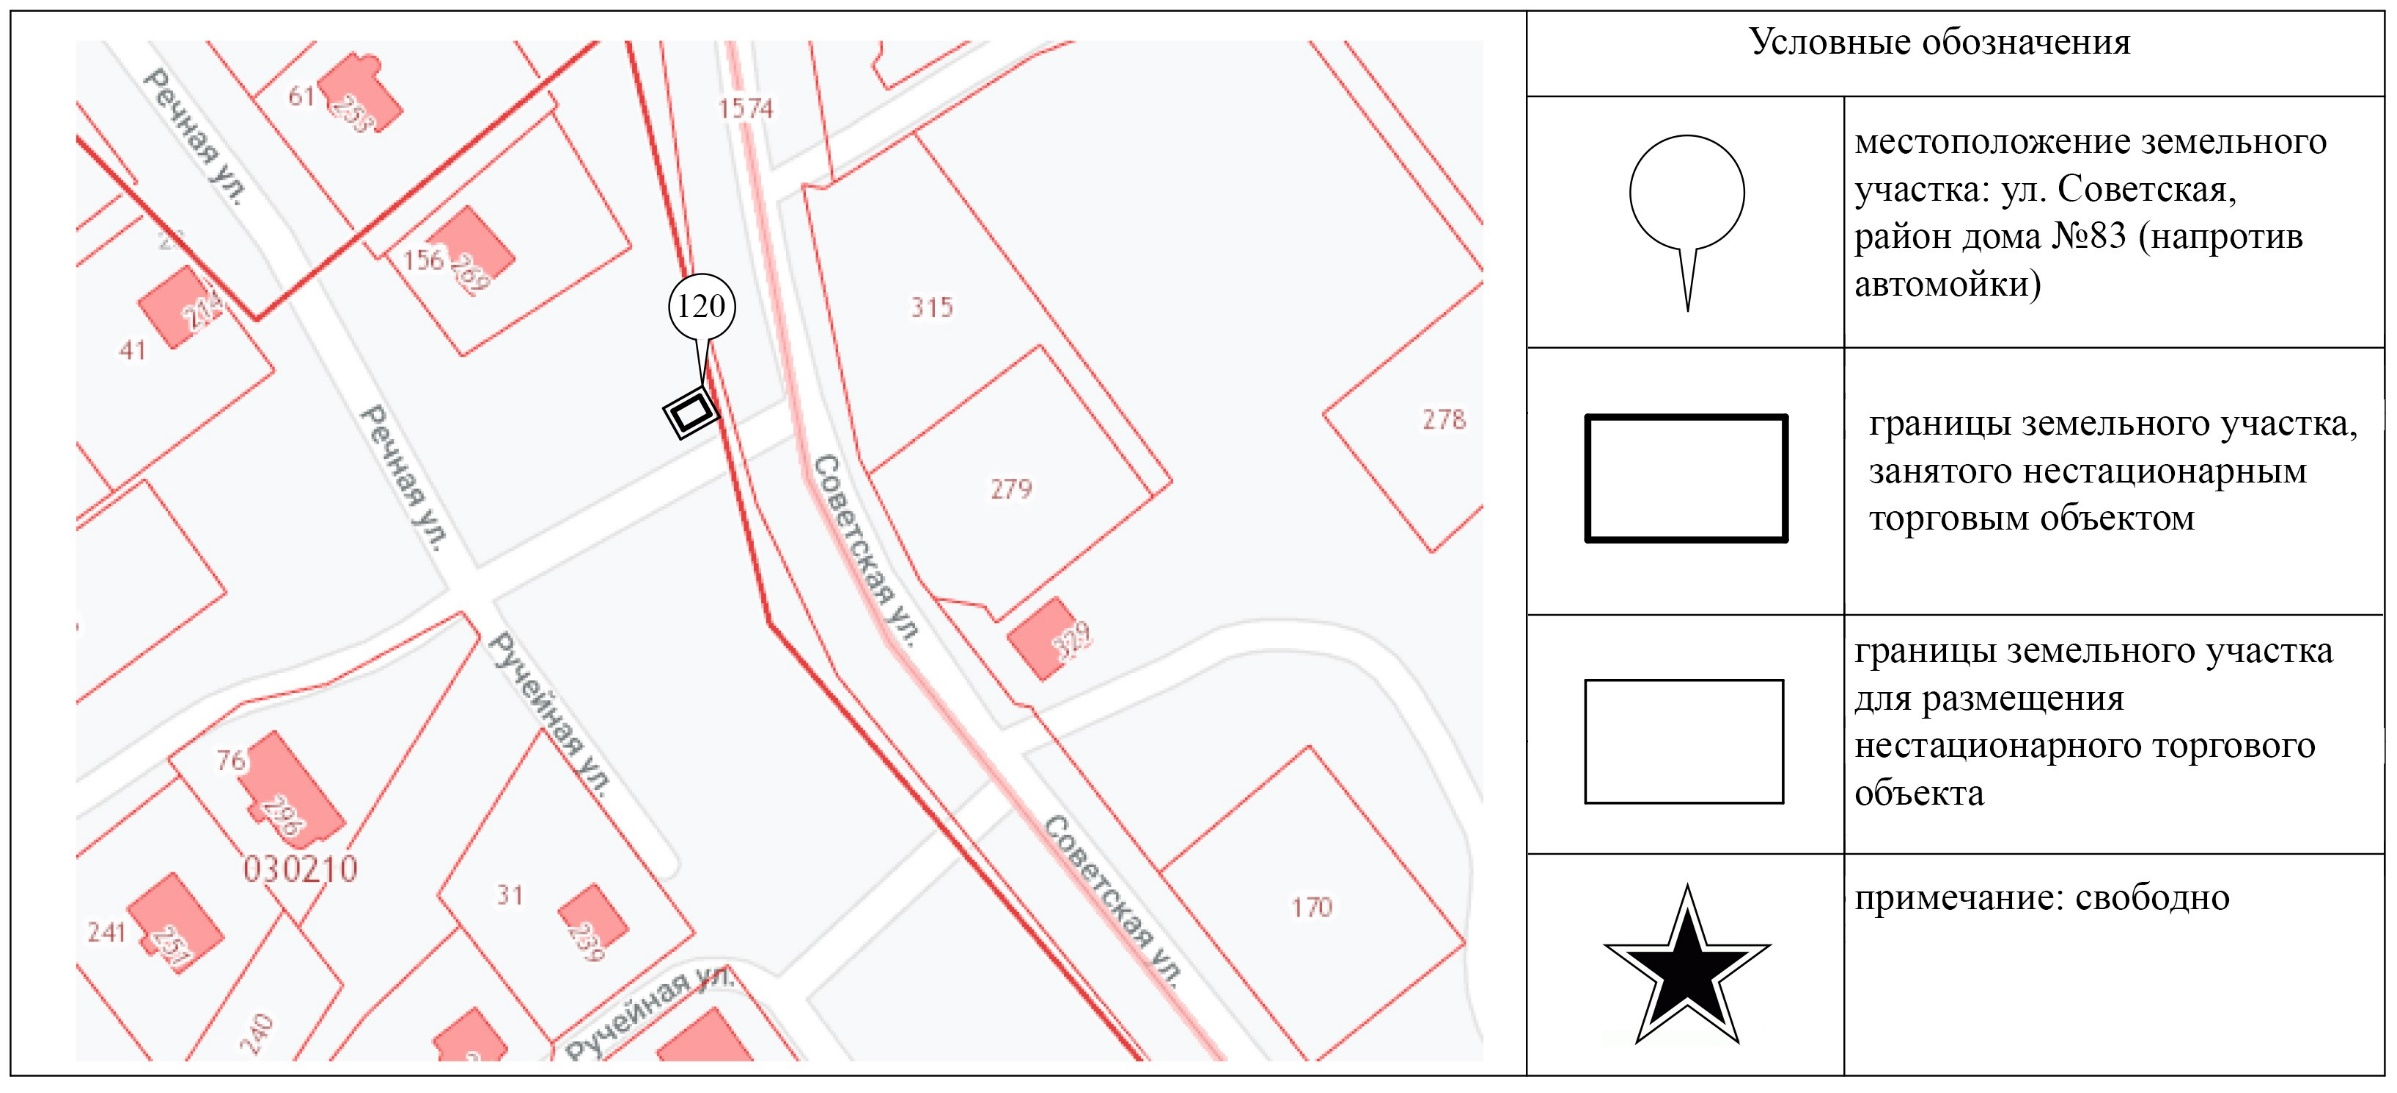 Условные обозначения
местоположение земельного
участка: ул. Советская,
район дома №83 (напротив
автомойки)
границы земельного участка,
занятого нестационарным
торговым объектом
границы земельного участка
для размещения
нестационарного торгового
объекта
примечание: свободно
Речная ул.
61
253
1574
156
269
214
41
120
315
278
279
Речная ул.
Советская ул.
329
Ручейная ул.
76
296
030210
241
251
31
239
240
Советская ул.
170
Ручейная ул.